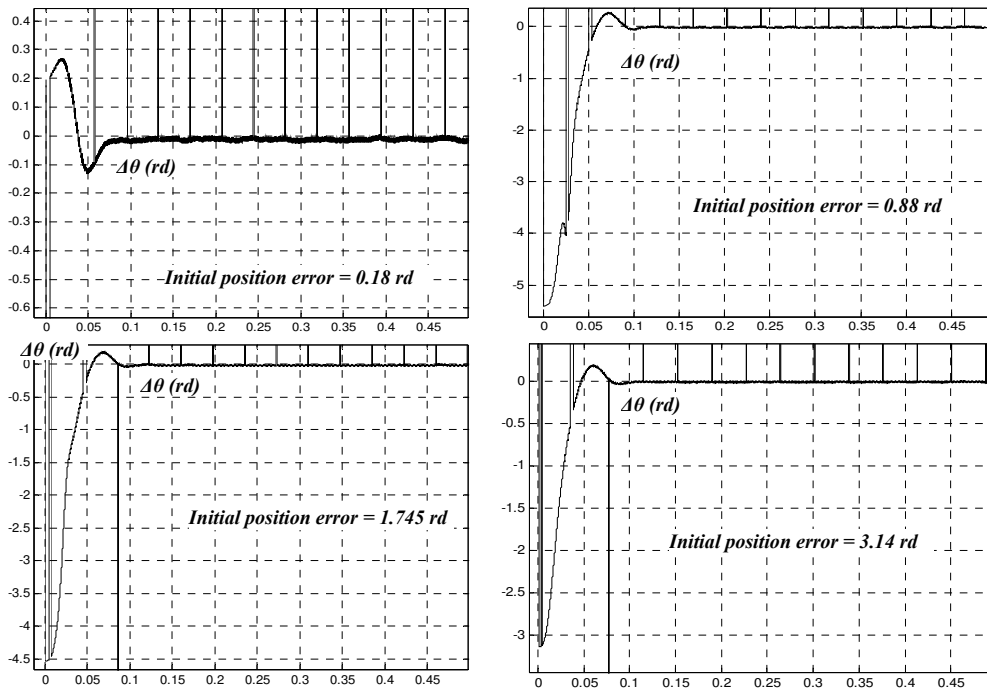 0.4
0.3
0.2
0.1
0
-0.1
-0.2
-0.3
-0.4
-0.5
-0.6
Δθ (rd)
Initial position error = 0.18 rd
0 0.05 0.1 0.15 0.2 0.25 0.3 0.35 0.4 0.45
0
-1
-2
-3
-4
-5
Δθ (rd)
Initial position error = 0.88 rd
0 0.05 0.1 0.15 0.2 0.25 0.3 0.35 0.4 0.45
Δθ (rd)
0
-0.5
-1
-1.5
-2
-2.5
-3
-3.5
-4
-4.5
Δθ (rd)
Initial position error = 1.745 rd
0 0.05 0.1 0.15 0.2 0.25 0.3 0.35 0.4 0.45
0
-0.5
-1
-1.5
-2
-2.5
-3
Δθ (rd)
Initial position error = 3.14 rd
0 0.05 0.1 0.15 0.2 0.25 0.3 0.35 0.4 0.45